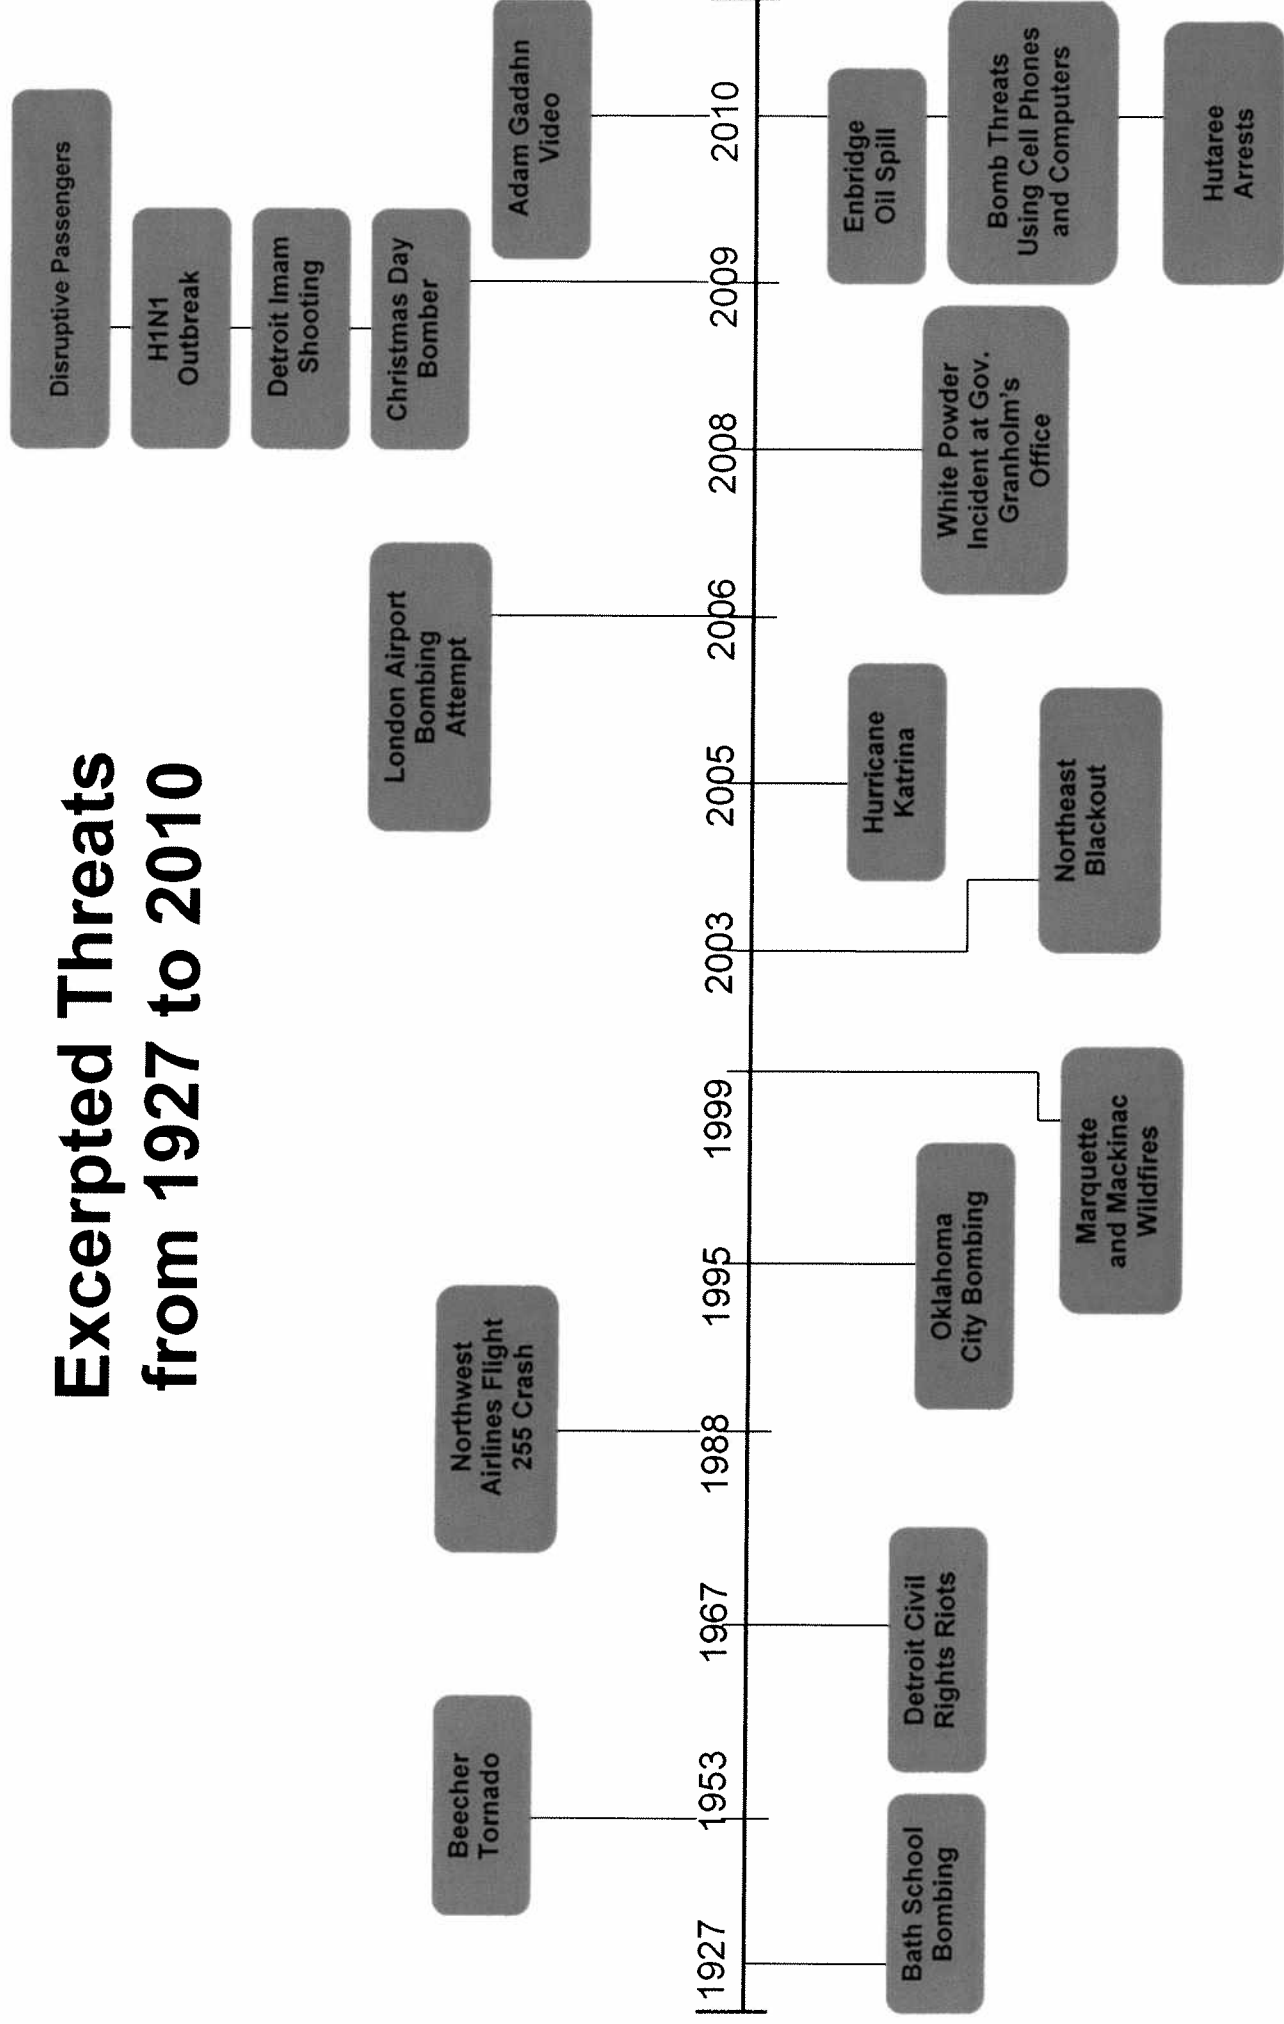 Excerpted Threats
from 1927 to 2010
Disruptive Passengers
H1N1
Outbreak
Detroit Imam
Shooting
Christmas Day
Bomber
London Airport
Bombing
Attempt
Northwest
Airlines Flight
255 Crash
Beecher
Tornado
Adam Gadahn
Video
1927
1953
1967
1988
1995
1999
2003
2005
2006
2008
2009
2010
Bath School
Bombing
Detroit Civil
Rights Riots
Oklahoma
City Bombing
Marquette
and Mackinac
Wildfires
Northeast
Blackout
Hurricane
Katrina
White Powder
Incident at Gov.
Granholm's
Office
Enbridge
Oil Spill
Bomb Threats
Using Cell Phones
and Computers
Hutaree
Arrests